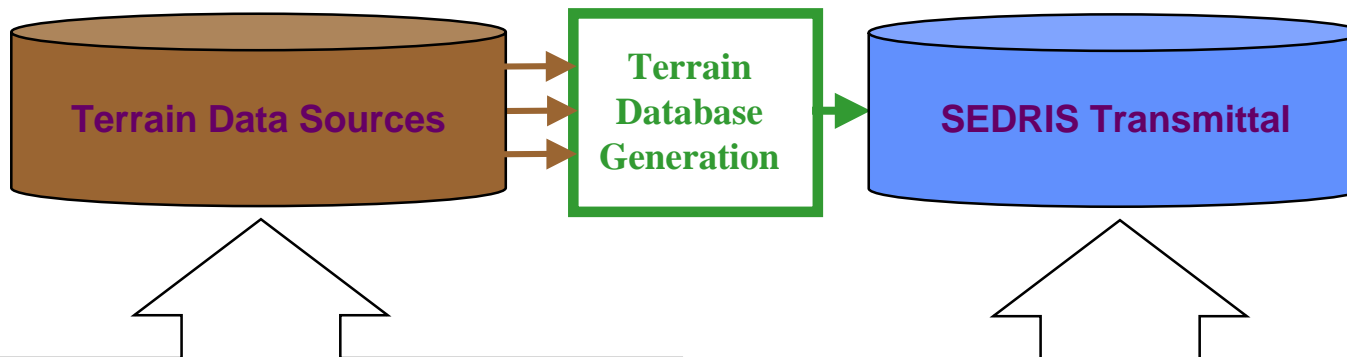 Terrain Data Sources
Terrain
Database
Generation
SEDRIS Transmittal